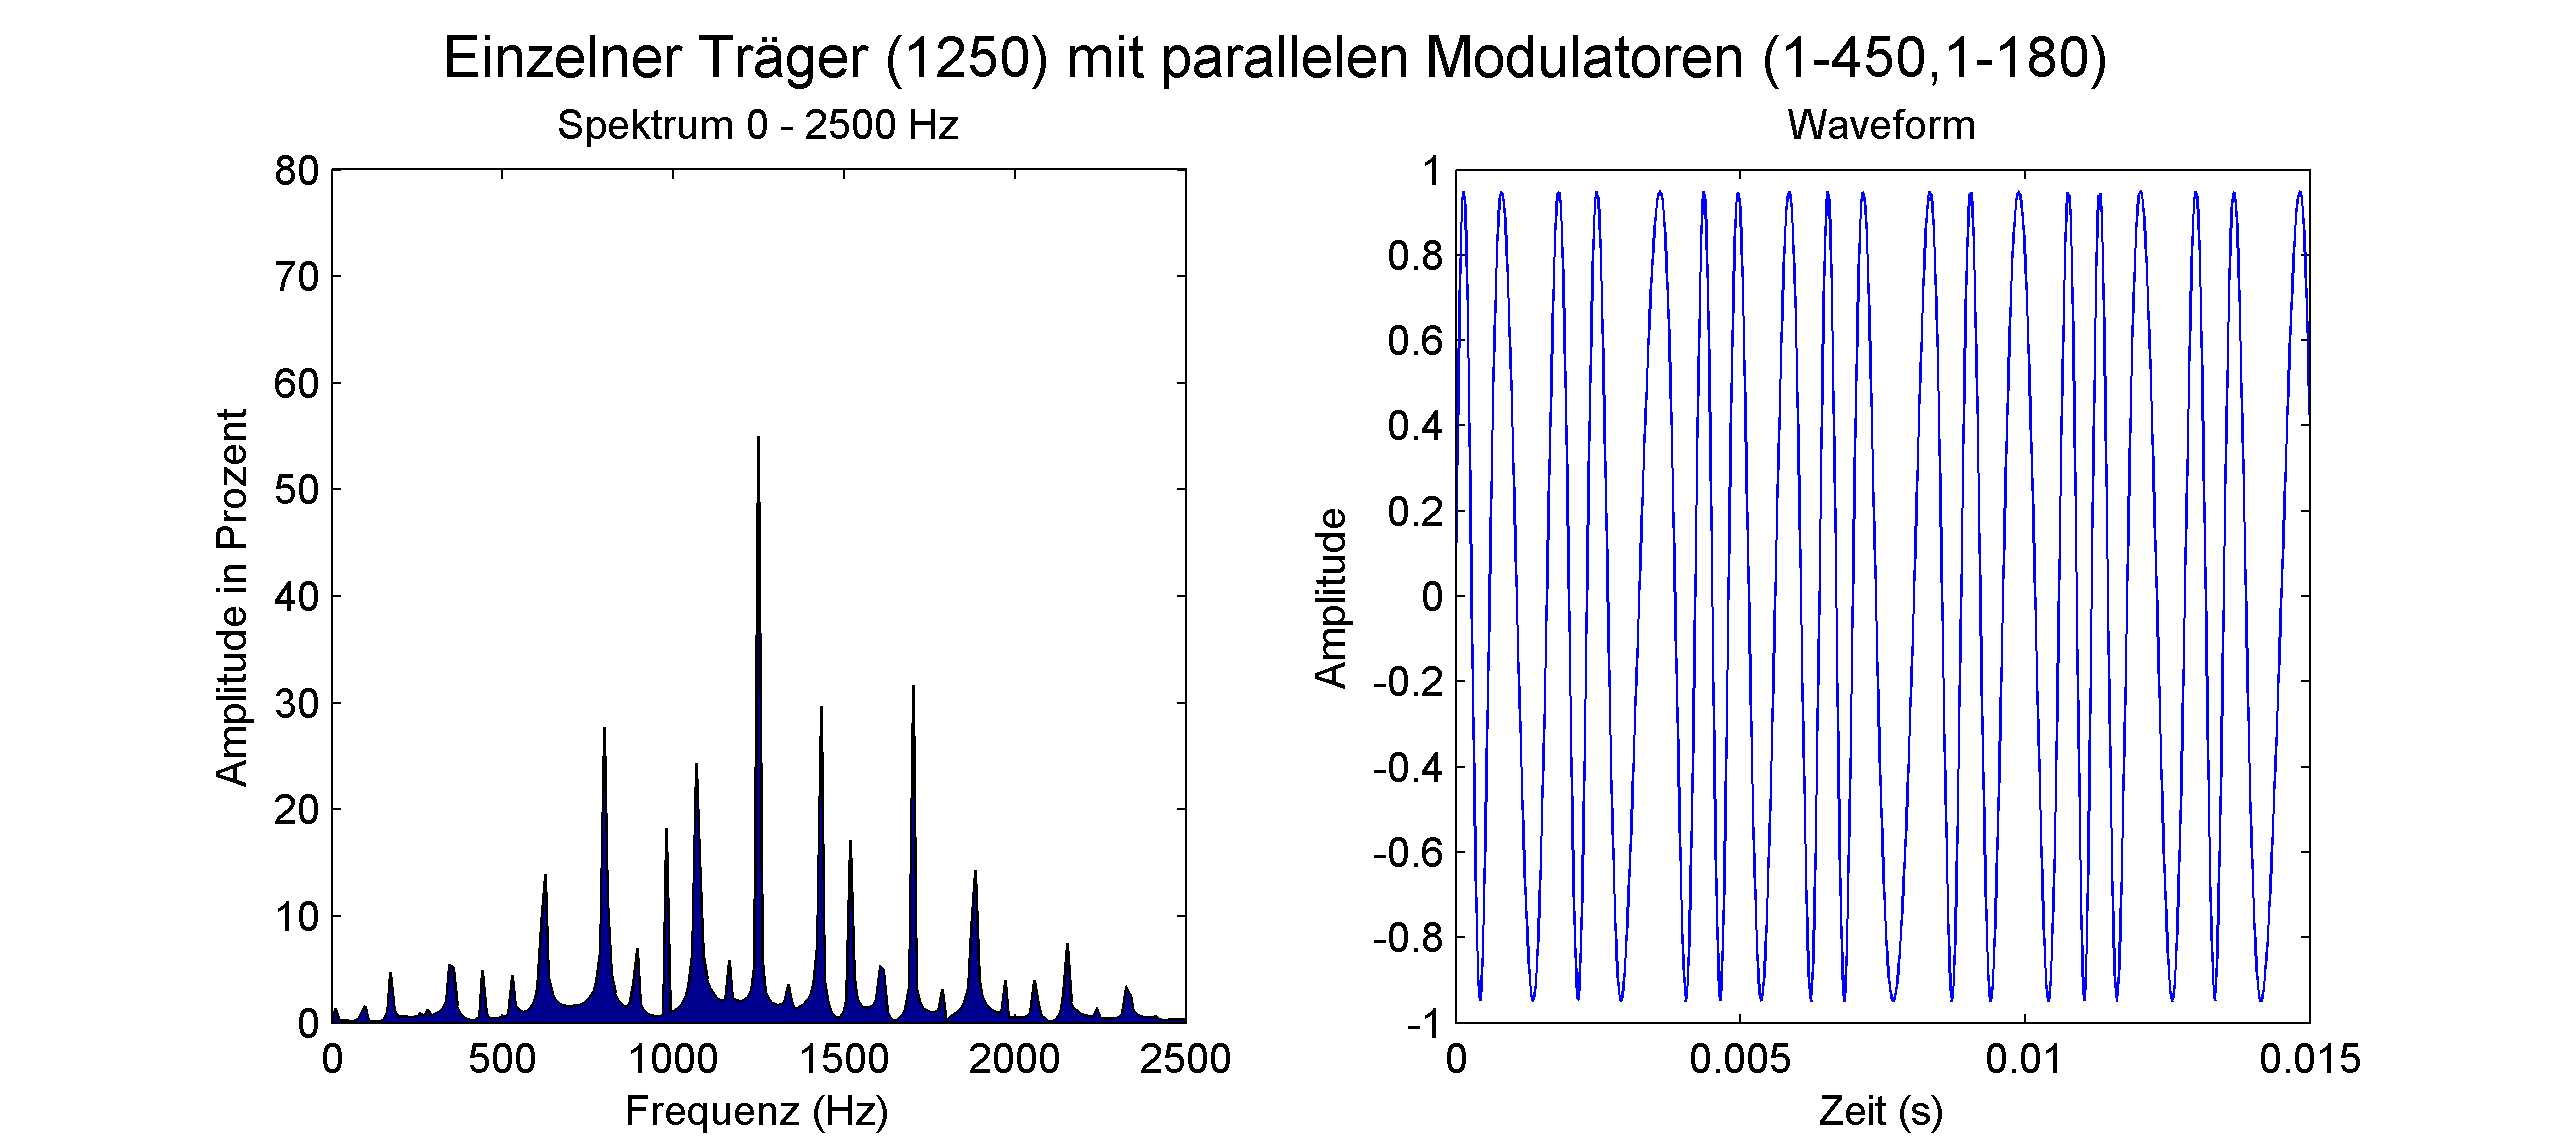 Einzelner Träger (1250) mit parallelen Modulatoren (1-450,1-180)
Spektrum 0 - 2500 Hz
80
70
60
50
40
30
20
10
0
Amplitude in Prozent
0 500 1000 1500 2000 2500
Frequenz (Hz)
Waveform
1
0.8
0.6
0.4
0.2
0
-0.2
-0.4
-0.6
-0.8
-1
Amplitude
0 0.005 0.01 0.015
Zeit (s)